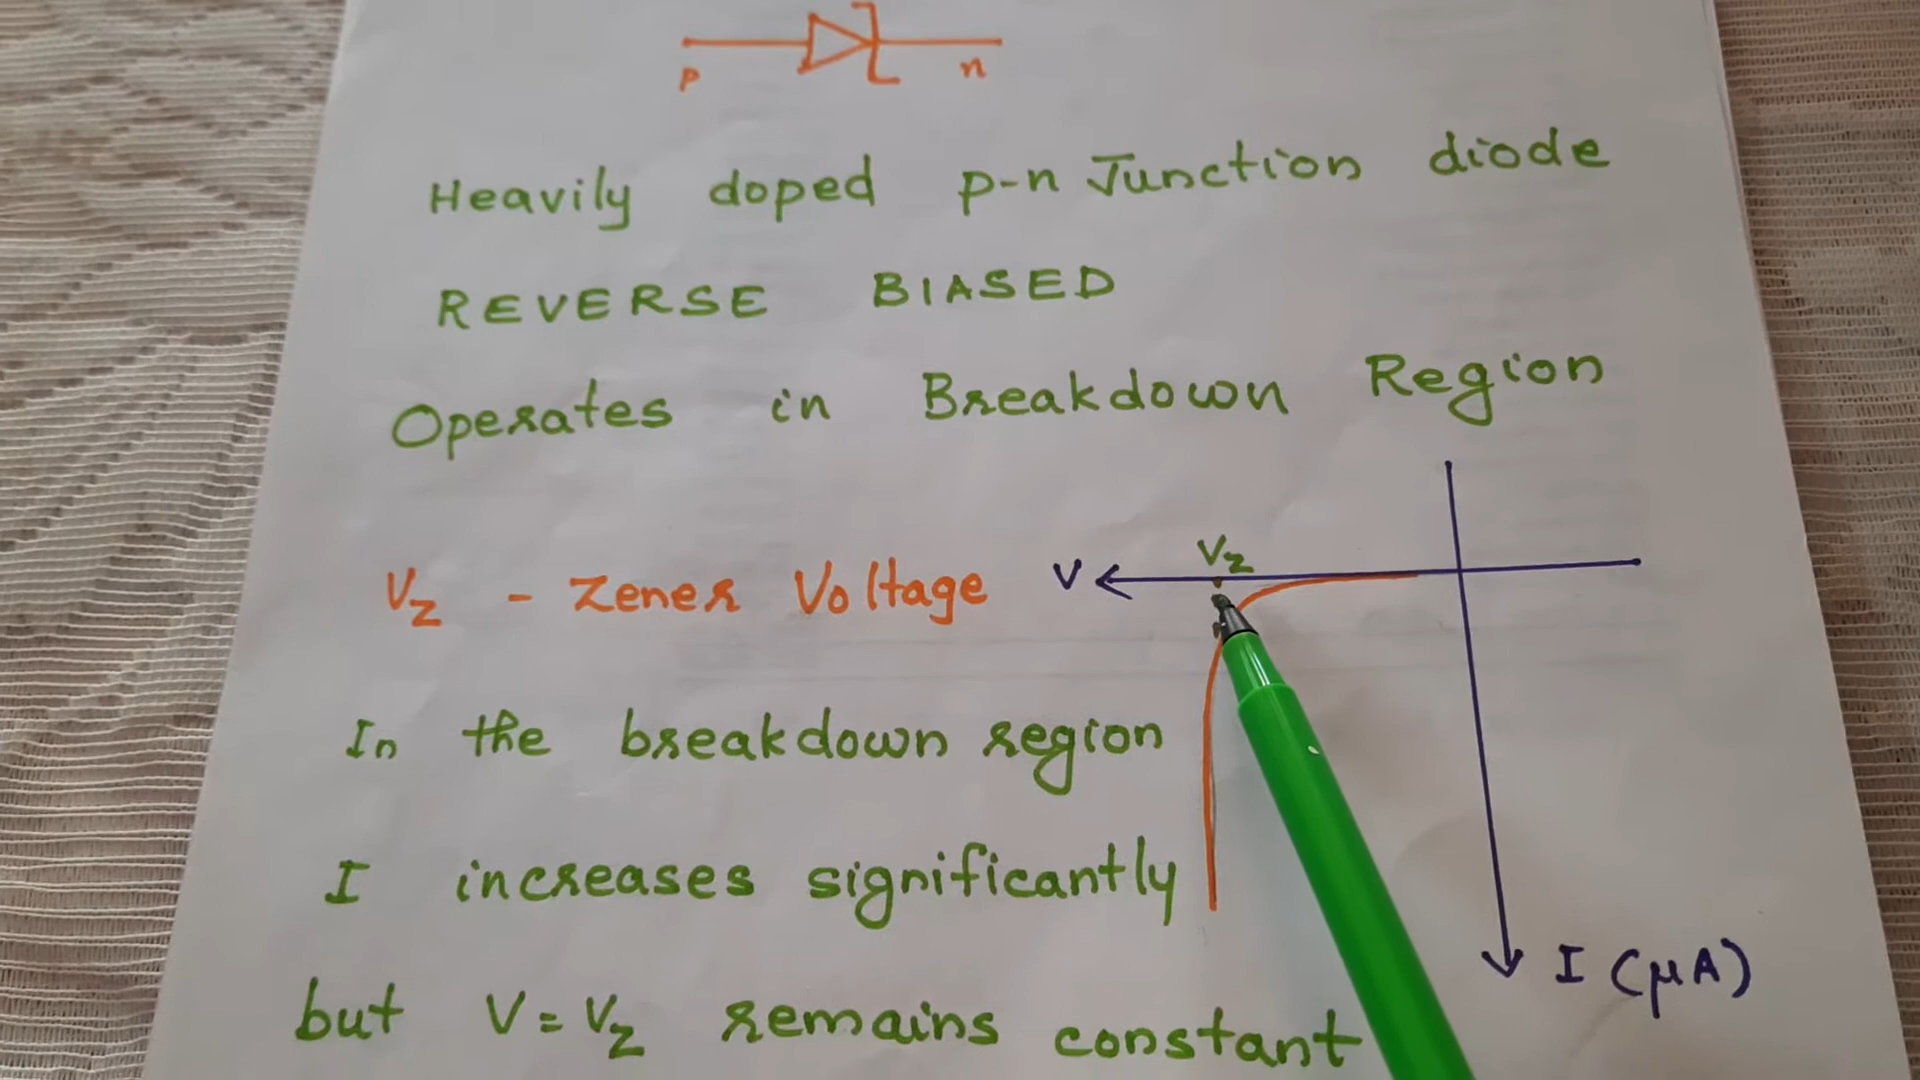 p n
Heavily doped p-n Junction diode
REVERSE BIASED
Operates in Breakdown Region
Vz - Zener Voltage
V Vz
In the breakdown region
I increases significantly
I (μA)
but V = Vz remains constant